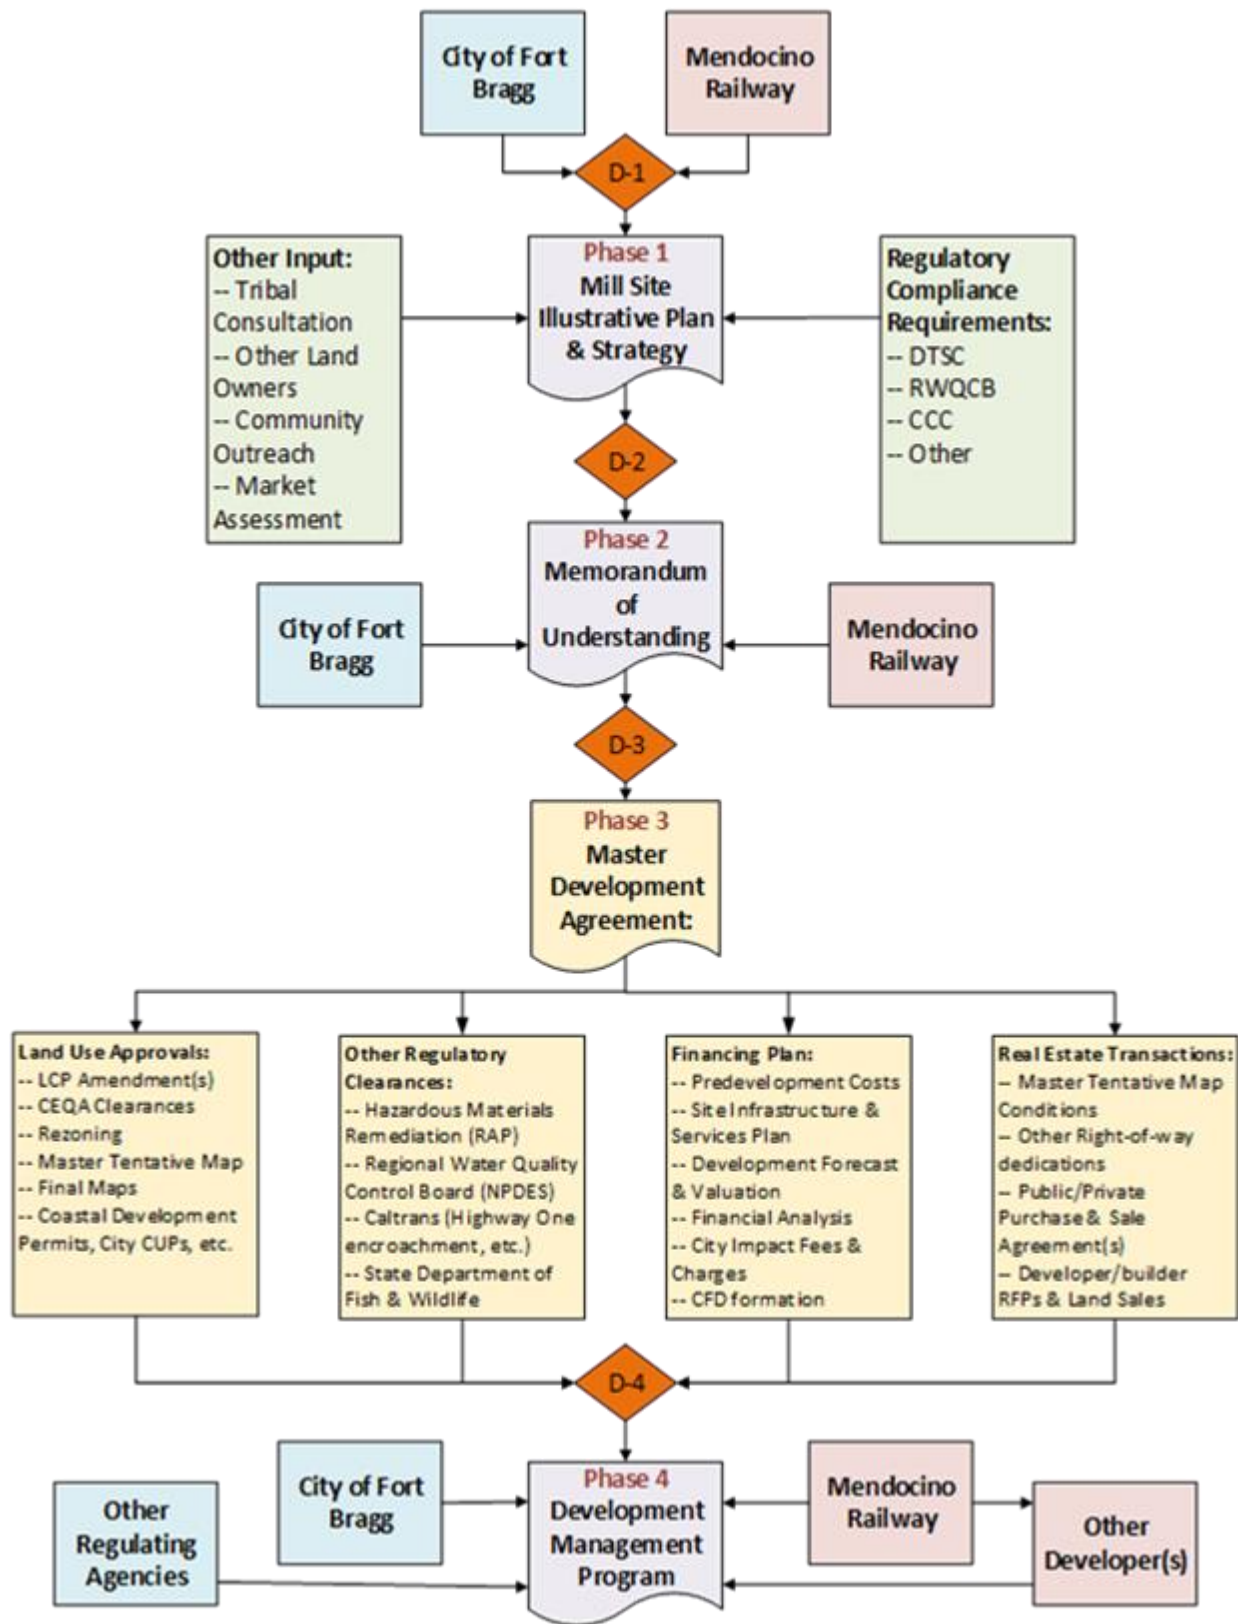 City of Fort
Bragg
Mendocino
Railway
D-1
Other Input:
-- Tribal
Consultation
-- Other Land
Owners
-- Community
Outreach
-- Market
Assessment
Phase 1
Mill Site
Illustrative Plan
& Strategy
Regulatory
Compliance
Requirements:
-- DTSC
-- RWQCB
-- CCC
-- Other
D-2
City of Fort
Bragg
Phase 2
Memorandum
of
Understanding
Mendocino
Railway
D-3
Phase 3
Master
Development
Agreement:
Land Use Approvals:
-- LCP Amendment(s)
-- CEQA Clearances
-- Rezoning
-- Master Tentative Map
-- Final Maps
-- Coastal Development
Permits, City CUPs, etc.
Other Regulatory
Clearances:
-- Hazardous Materials
Remediation (RAP)
-- Regional Water Quality
Control Board (NPDES)
-- Caltrans (Highway One
encroachment, etc.)
-- State Department of
Fish & Wildlife
Financing Plan:
-- Predevelopment Costs
-- Site Infrastructure &
Services Plan
-- Development Forecast
& Valuation
-- Financial Analysis
-- City Impact Fees &
Charges
-- CFD formation
Real Estate Transactions:
-- Master Tentative Map
Conditions
-- Other Right-of-way
dedications
-- Public/Private
Purchase & Sale
Agreement(s)
-- Developer/builder
RFPs & Land Sales
D-4
Other
Regulating
Agencies
City of Fort
Bragg
Phase 4
Development
Management
Program
Mendocino
Railway
Other
Developer(s)